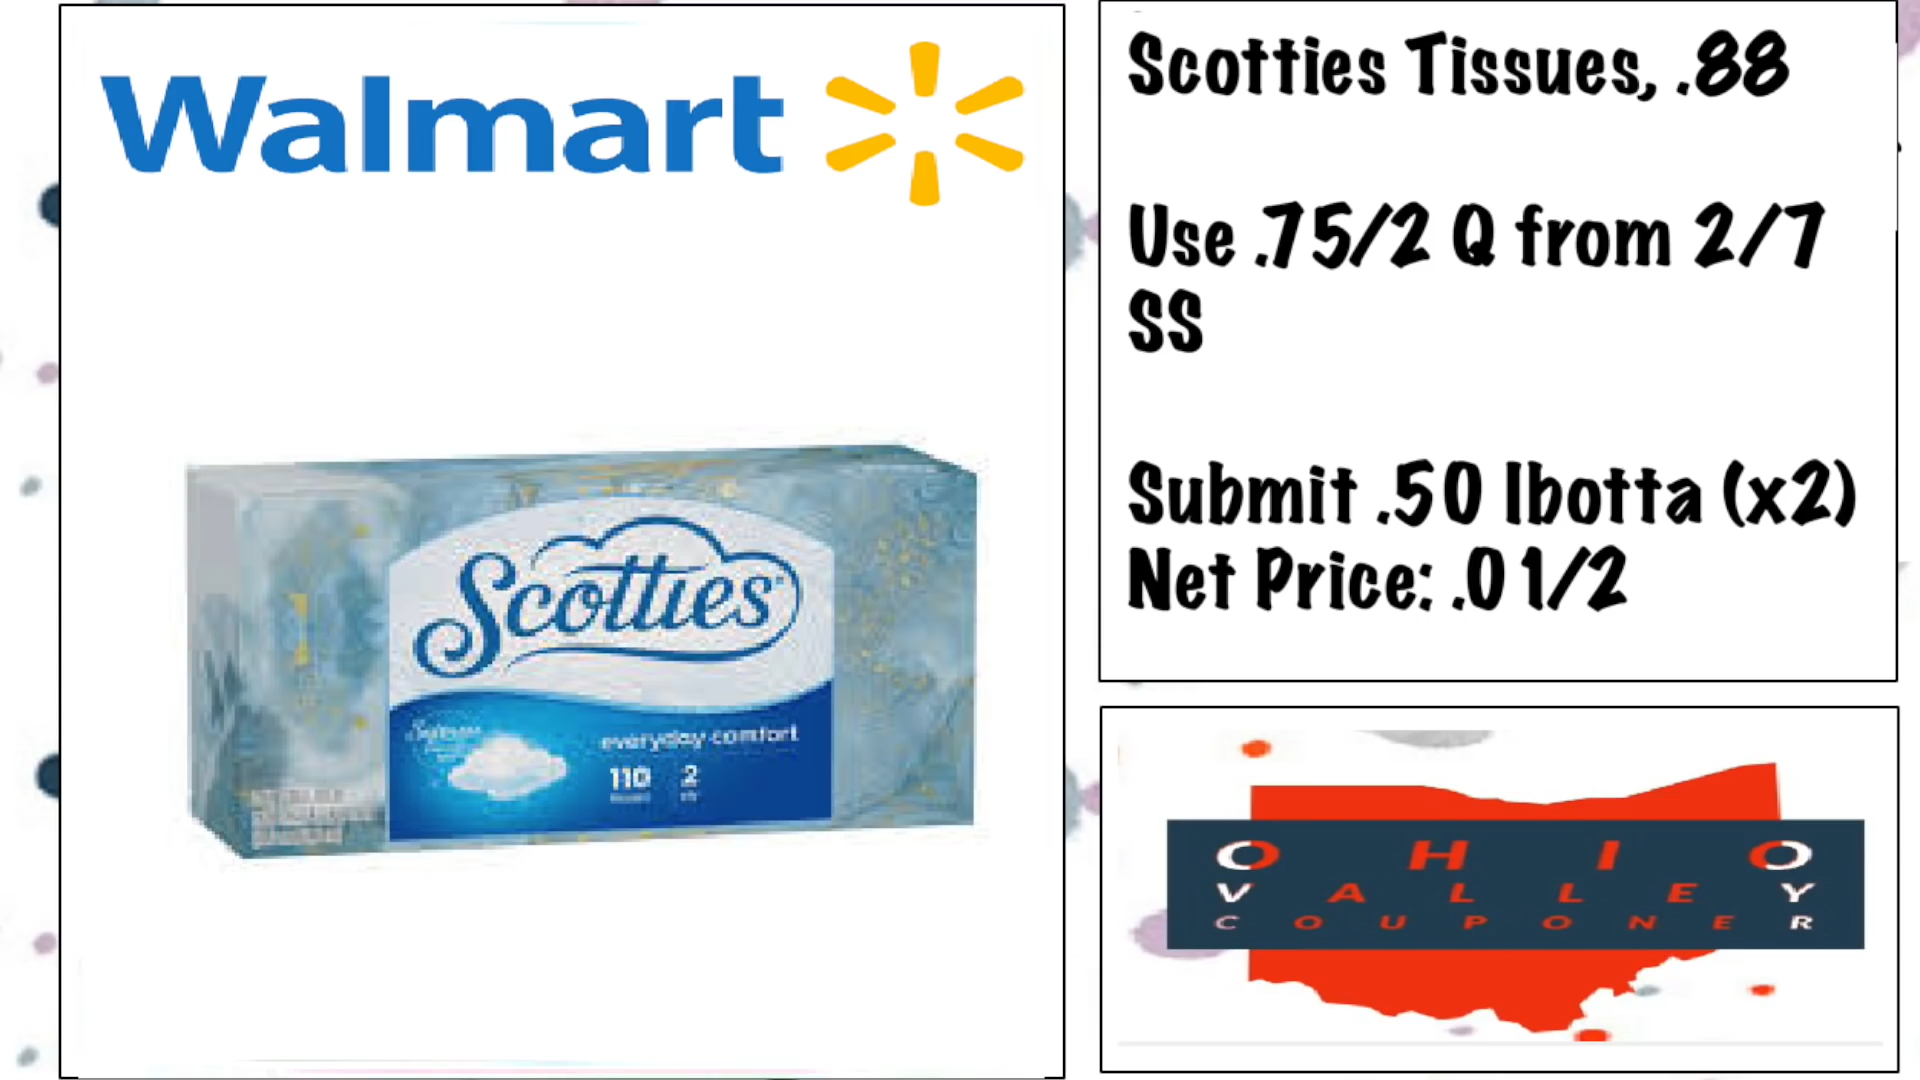 Walmart
Scotties Tissues, .88
Use .75/2 Q from 2/7
SS
Submit .50 Ibotta (x2)
Net Price: .01/2
Scotties
everyday comfort
110 2
OHIO
VALLEY
COUPONER